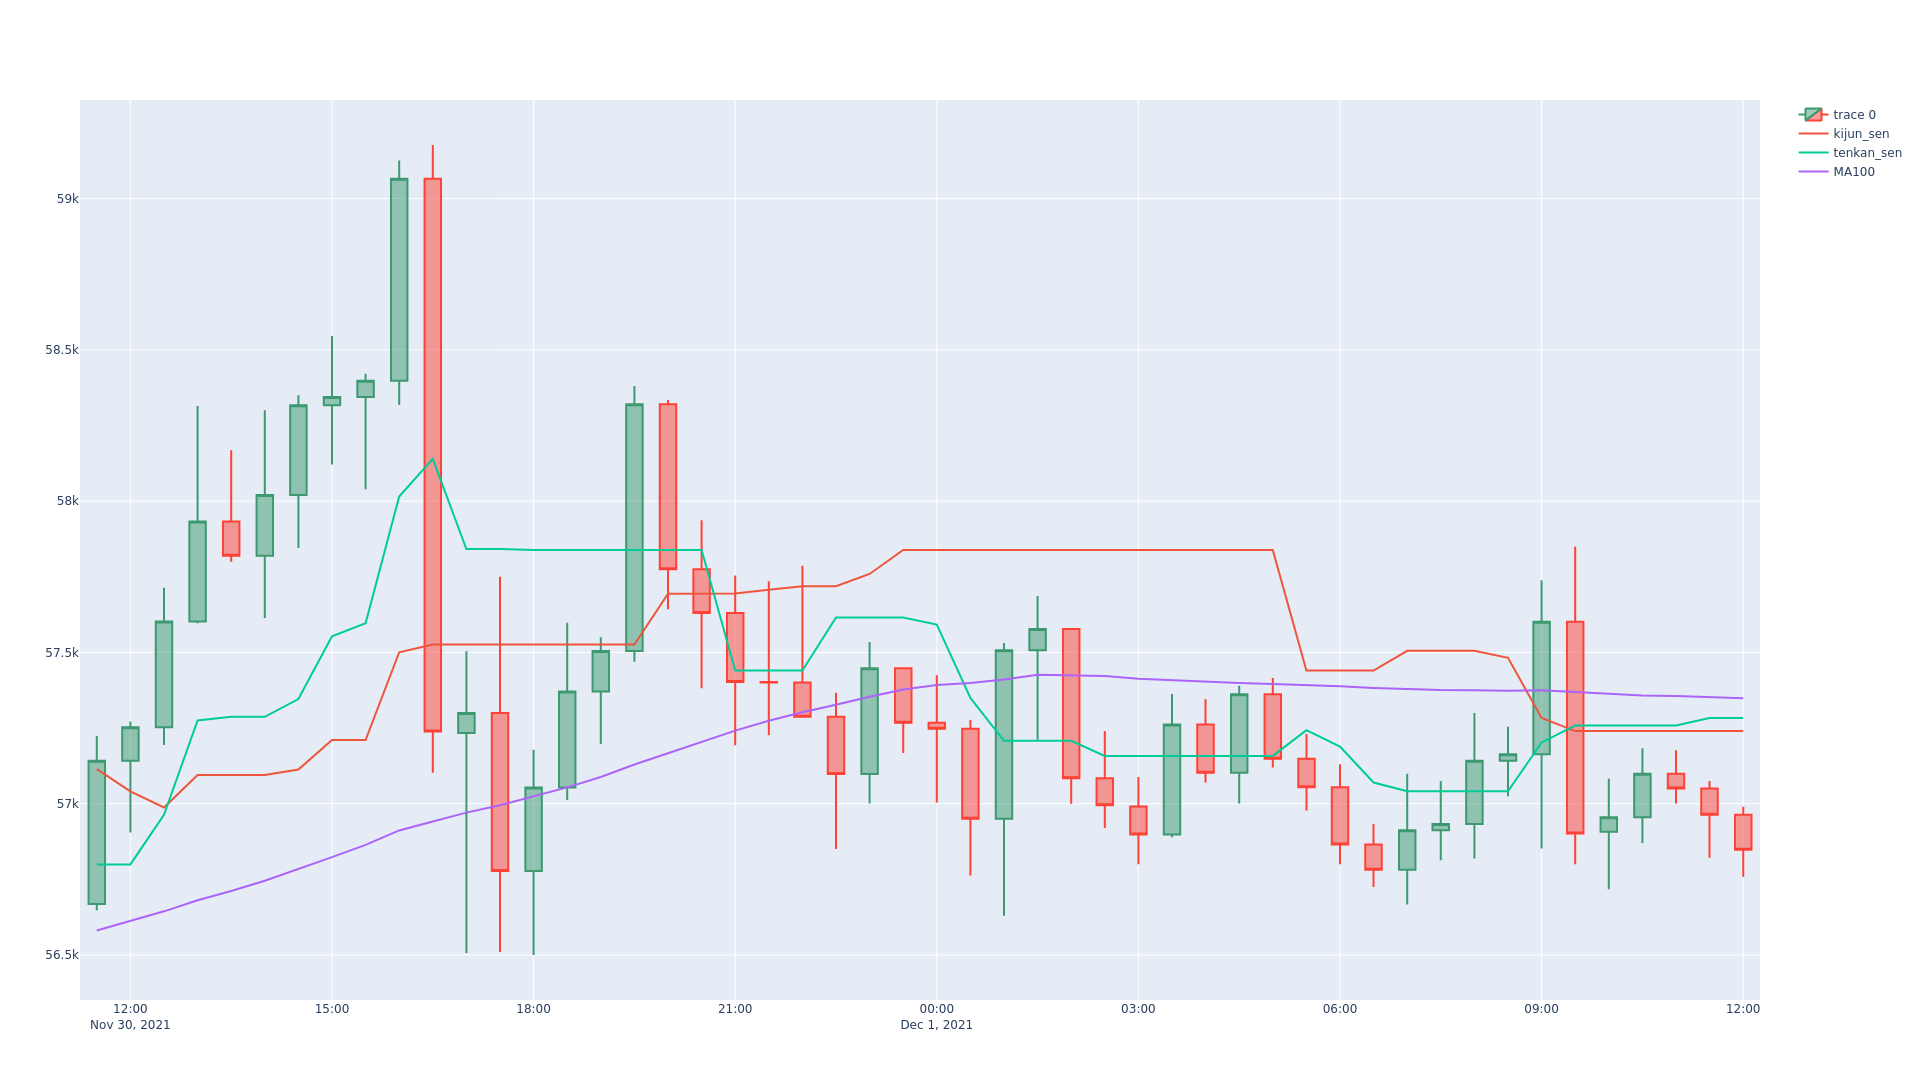 trace 0
kijun_sen
tenkan_sen
MA100
59k
58.5k
58k
57.5k
57k
56.5k
12:00 15:00 18:00 21:00 00:00 03:00 06:00 09:00 12:00
Nov 30, 2021 Dec 1, 2021